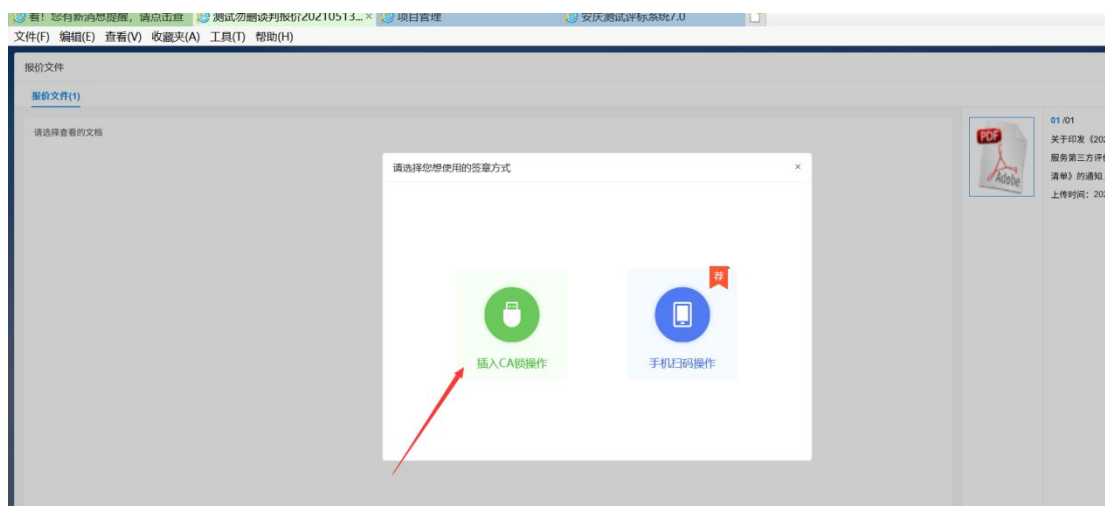 看！您有新消息提醒，请点击查
测试勿删谈判报价20210513...
项目管理
安庆测试评标系统7.0
文件(F) 编辑(E) 查看(V) 收藏夹(A) 工具(T) 帮助(H)
报价文件
报价文件(1)
请选择查看的文档
请选择您想使用的签章方式
荐
插入CA锁操作
手机扫码操作
PDF
Adobe
01 /01
关于印发《202
服务第三方评
清单》的通知
上传时间：202